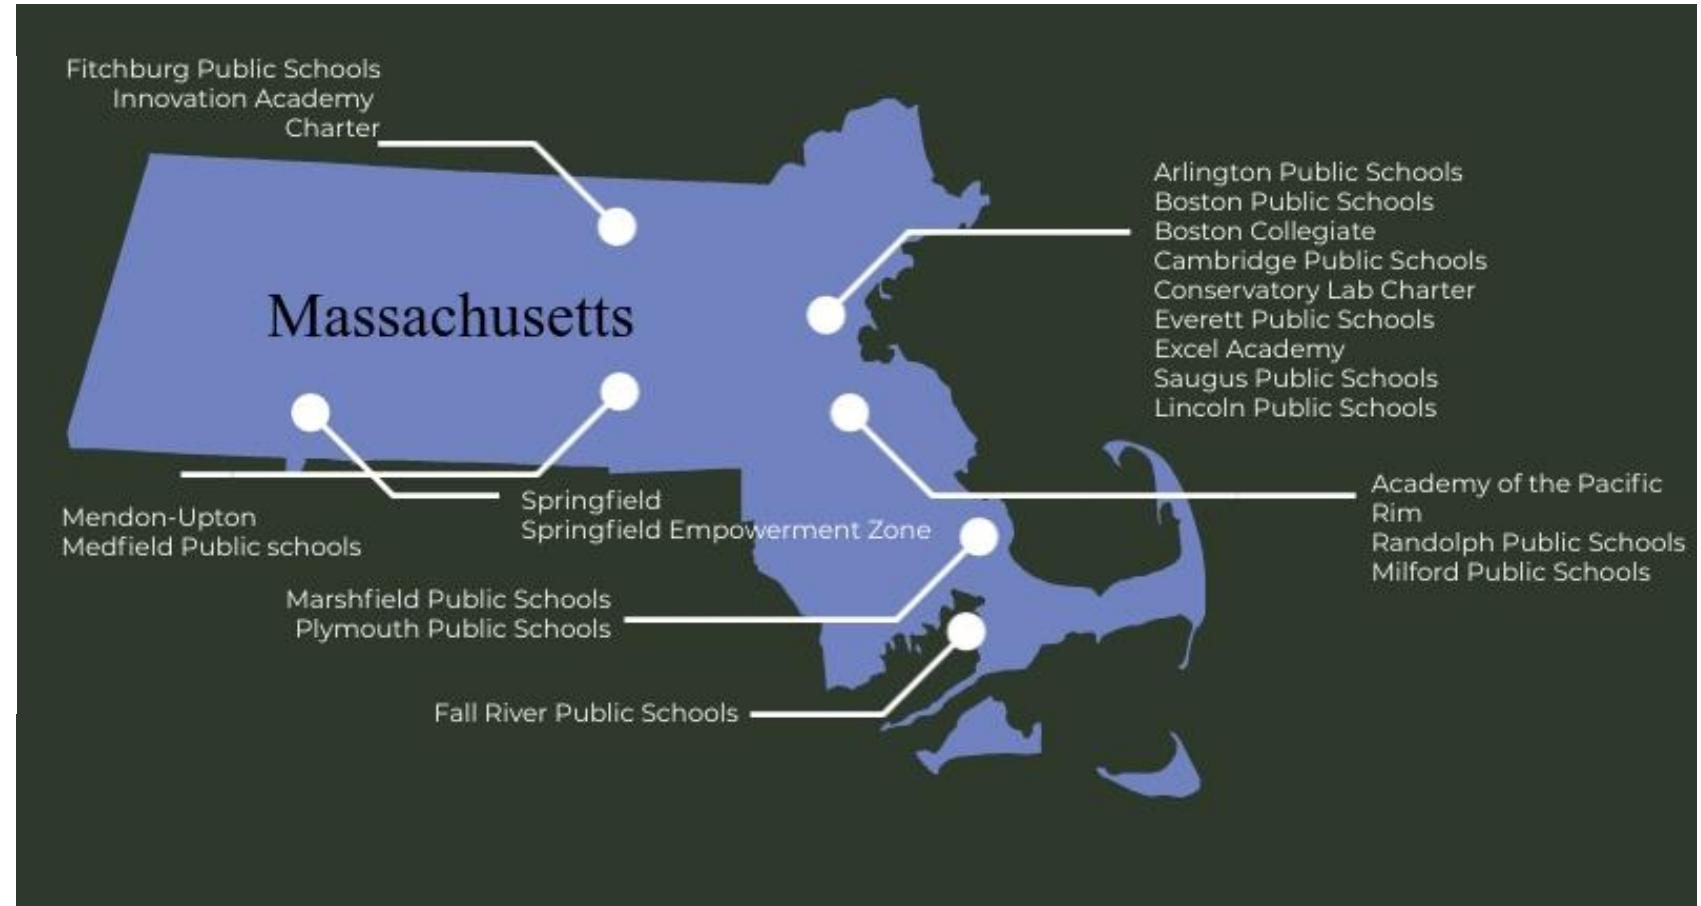 Fitchburg Public Schools
Innovation Academy
Charter
Arlington Public Schools
Boston Public Schools
Boston Collegiate
Cambridge Public Schools
Conservatory Lab Charter
Everett Public Schools
Excel Academy
Saugus Public Schools
Lincoln Public Schools
Massachusetts
Mendon-Upton
Medfield Public schools
Springfield
Springfield Empowerment Zone
Academy of the Pacific
Rim
Randolph Public Schools
Milford Public Schools
Marshfield Public Schools
Plymouth Public Schools
Fall River Public Schools